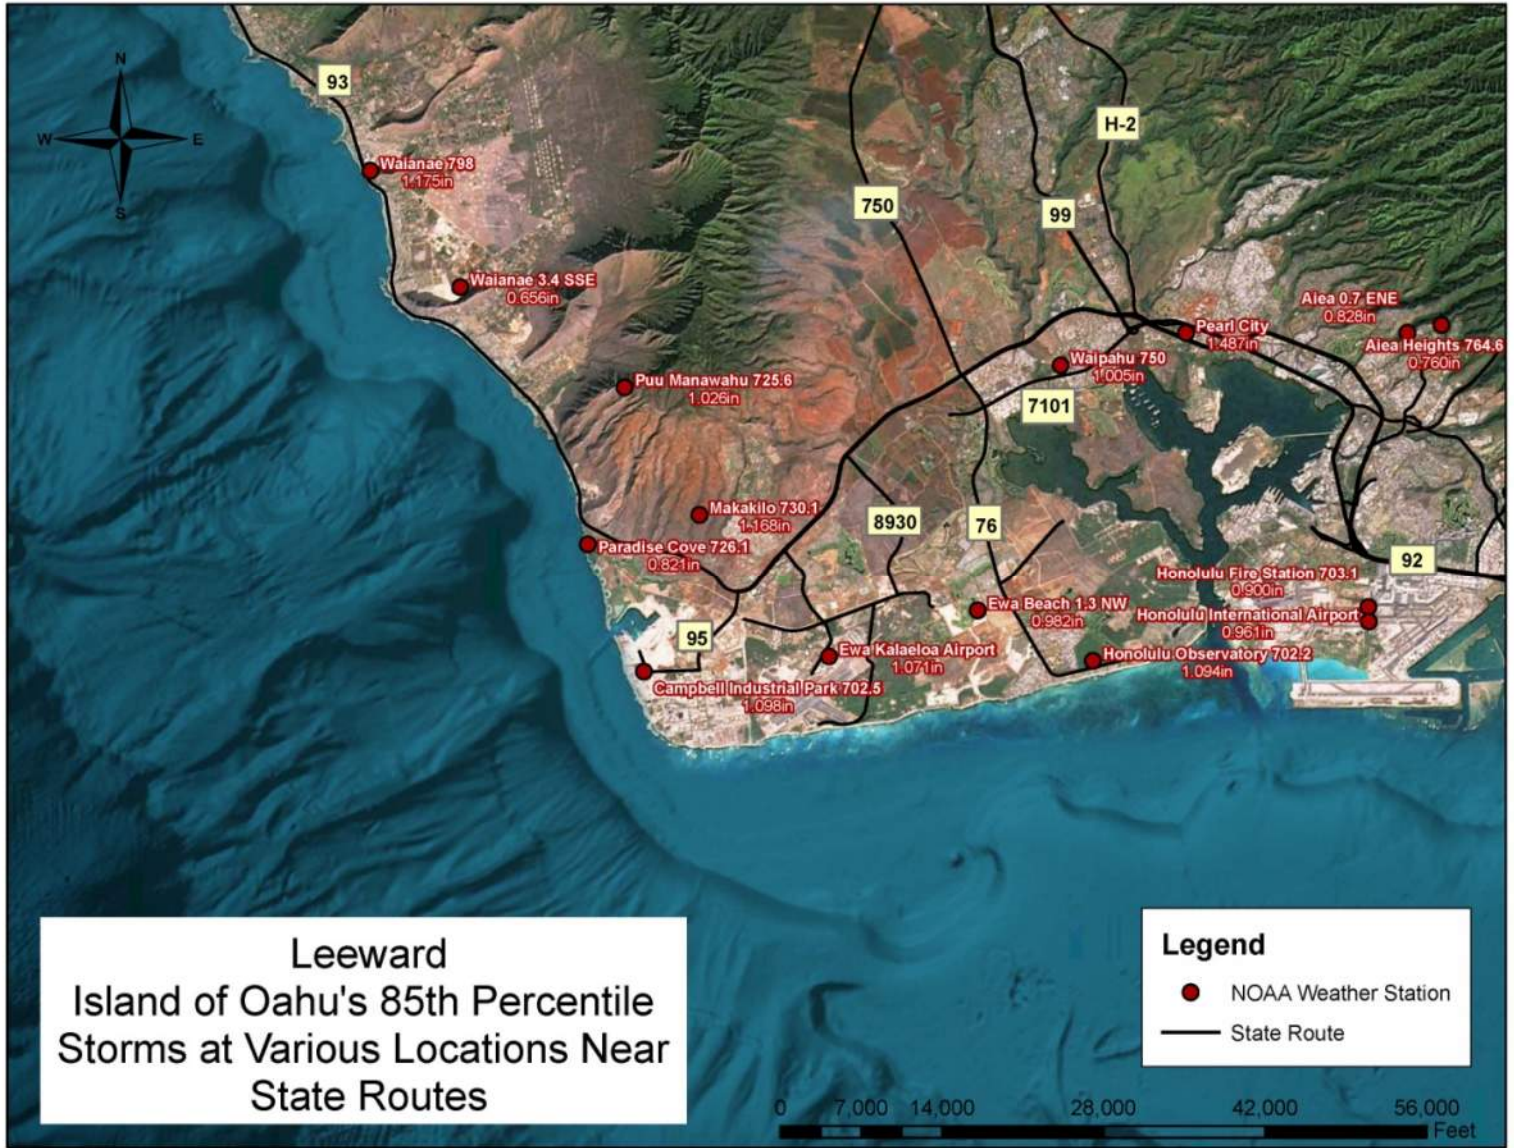 N
W
E
S
93
H-2
750
99
Waianae 798
1.175in
Waianae 3.4 SSE
0.656in
Aiea 0.7 ENE
0.828in
Pearl City
1.487in
Aiea Heights 764.6
0.760in
Waipahu 750
1.005in
Puu Manawahu 725.6
1.026in
7101
Makakilo 730.1
1.168in
8930
76
Paradise Cove 726.1
0.821in
92
Honolulu Fire Station 703.1
0.900in
Ewa Beach 1.3 NW
0.982in
Honolulu International Airport
0.961in
95
Ewa Kalaeloa Airport
1.071in
Honolulu Observatory 702.2
1.094in
Campbell Industrial Park 702.5
1.098in
Leeward
Island of Oahu's 85th Percentile
Storms at Various Locations Near
State Routes
Legend
NOAA Weather Station
State Route
0 7,000 14,000 28,000 42,000 56,000
Feet